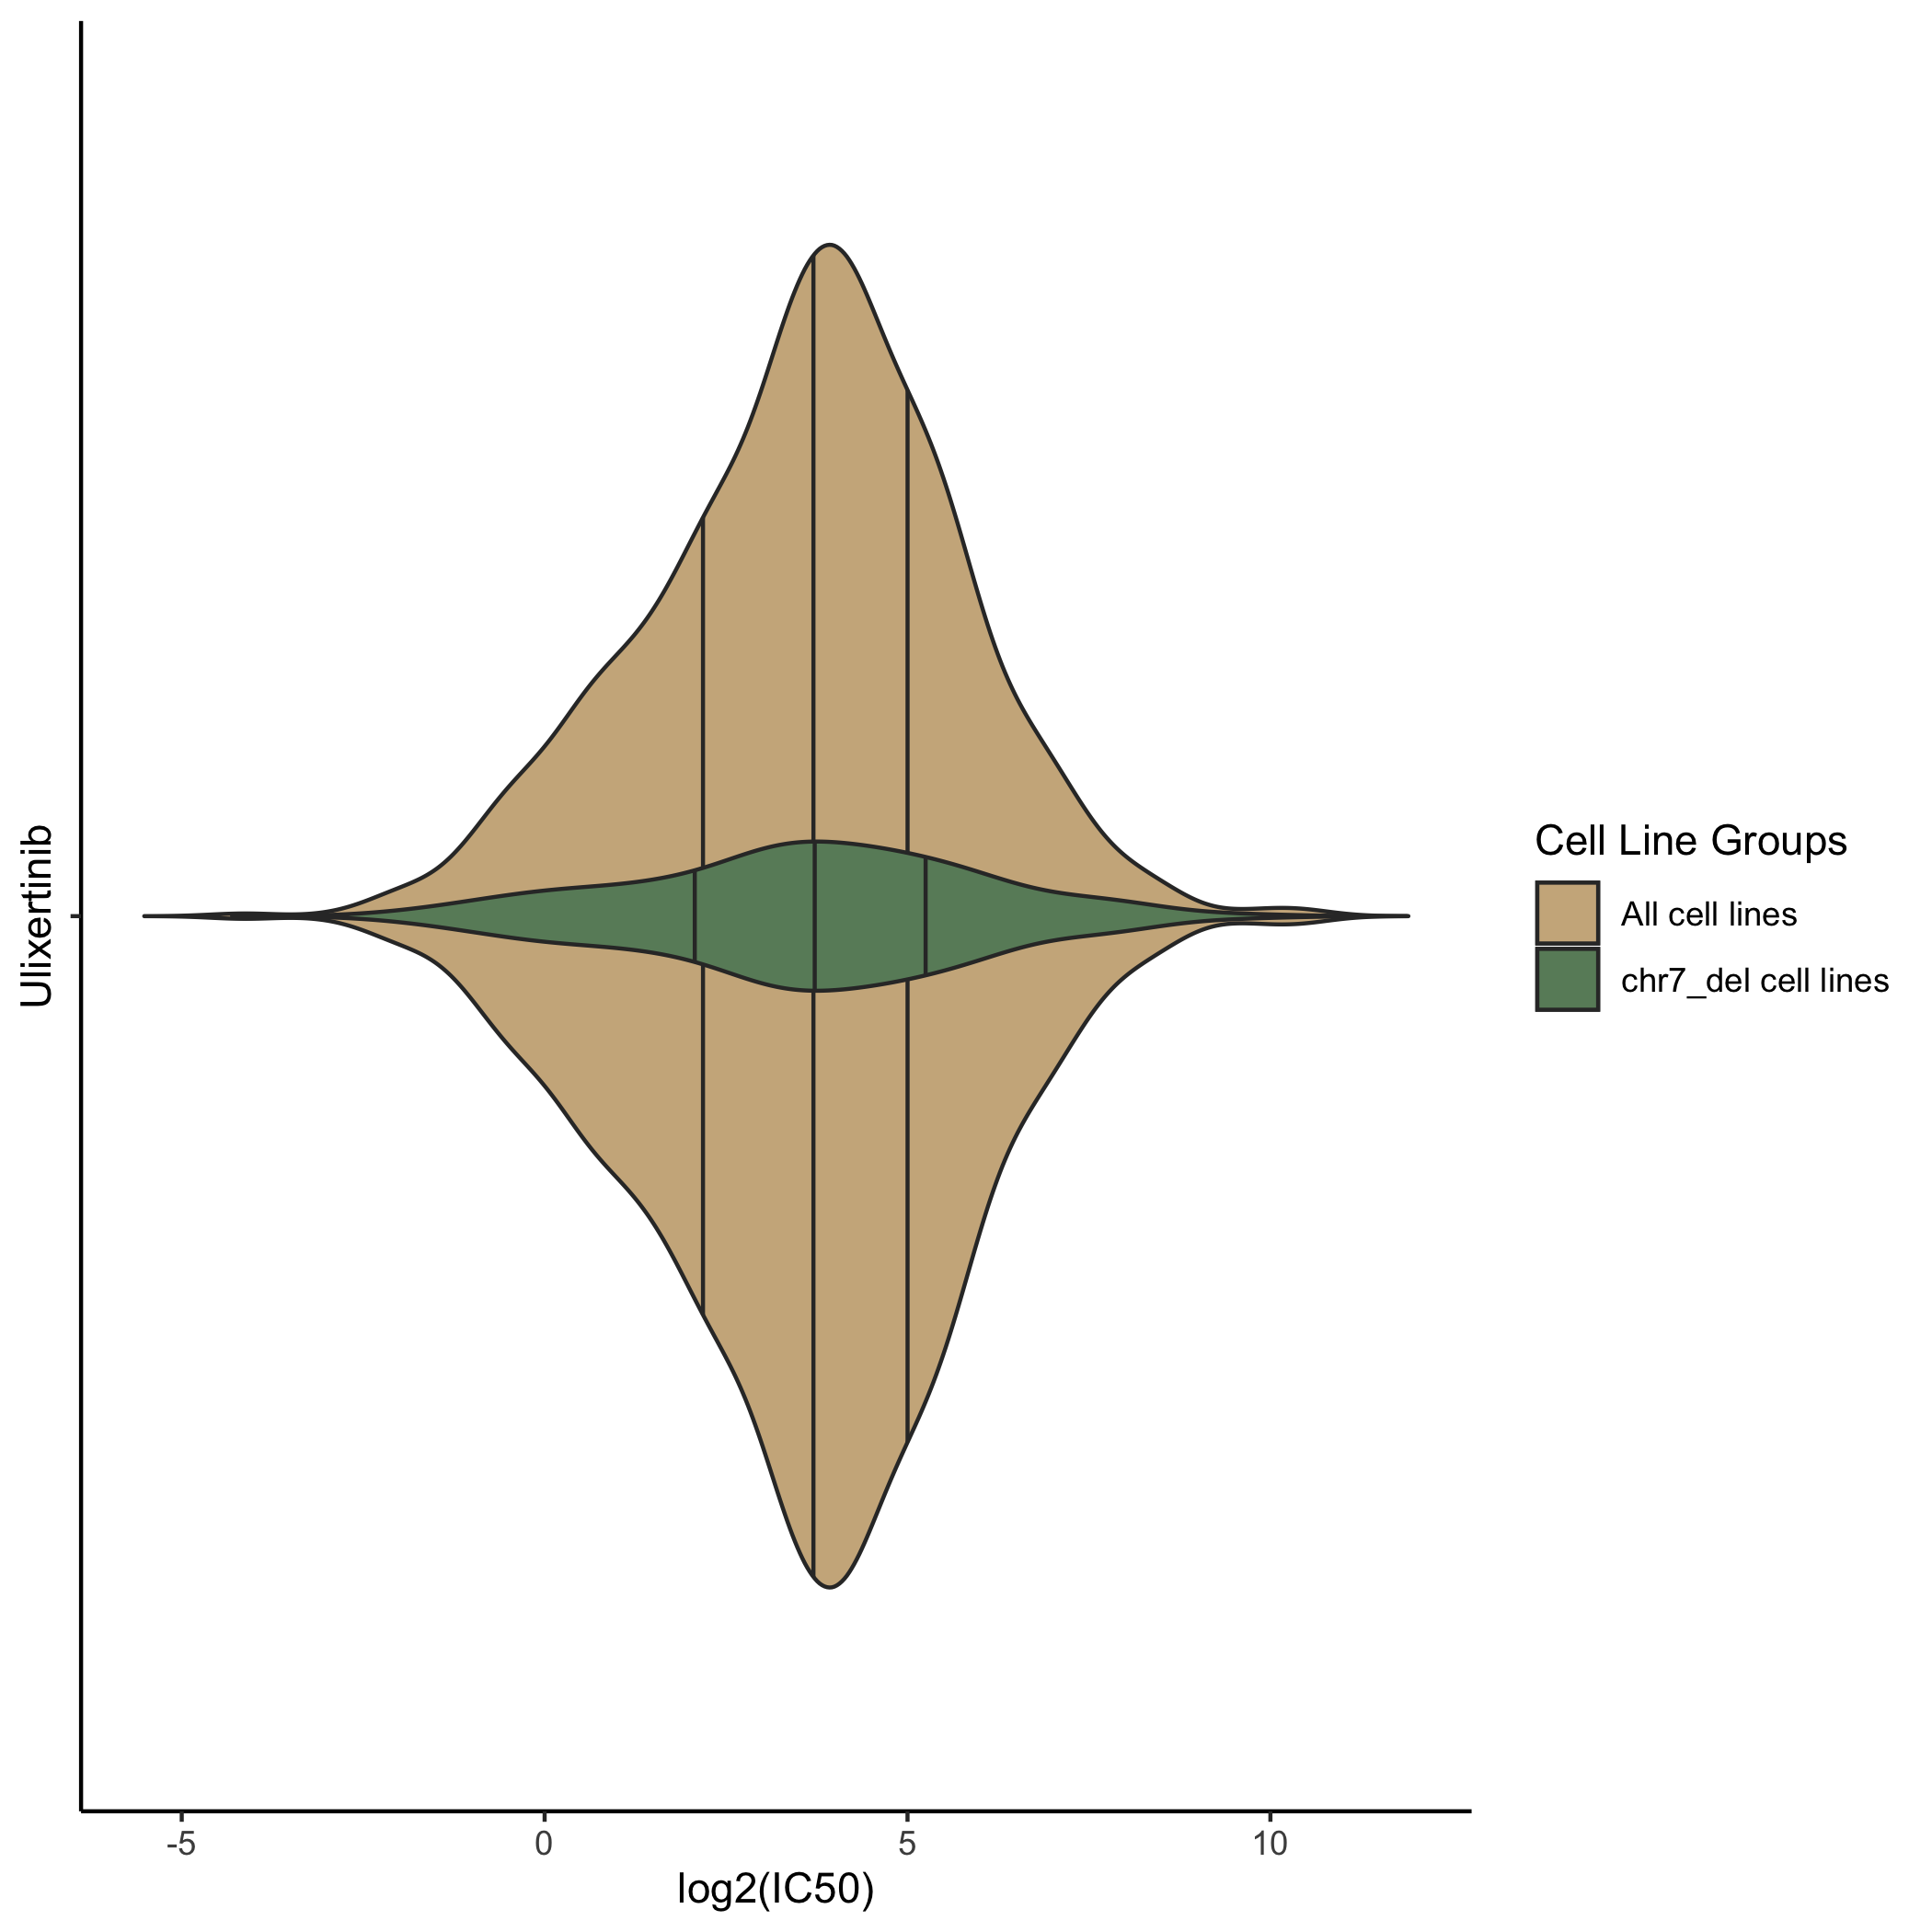 Ulixertinib
-5
0
5
10
log2(IC50)
Cell Line Groups
All cell lines
chr7_del cell lines